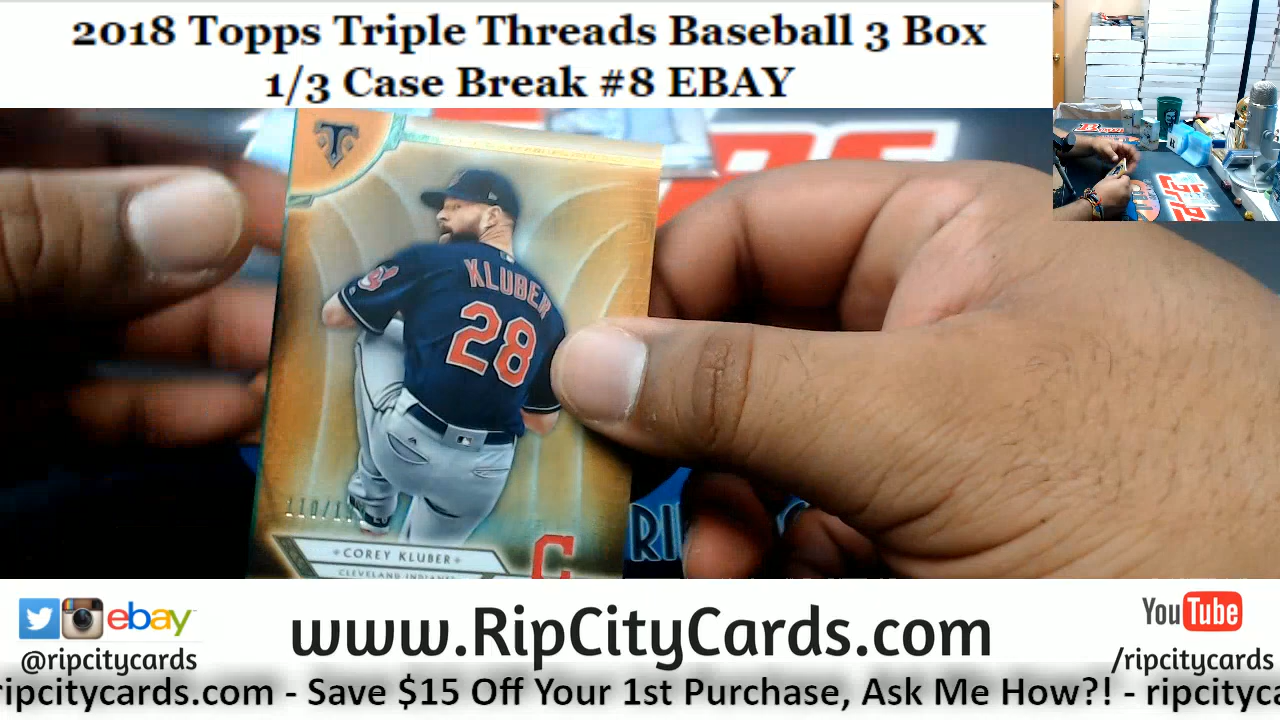 2018 Topps Triple Threads Baseball 3 Box
1/3 Case Break #8 EBAY
T
KLUBER
28
COREY KLUBER
CLEVELAND INDIANS
C
RI
ebay
@ripcitycards
www.RipCityCards.com
YouTube
/ripcitycards
ripcitycards.com - Save $15 Off Your 1st Purchase, Ask Me How?! - ripcityca